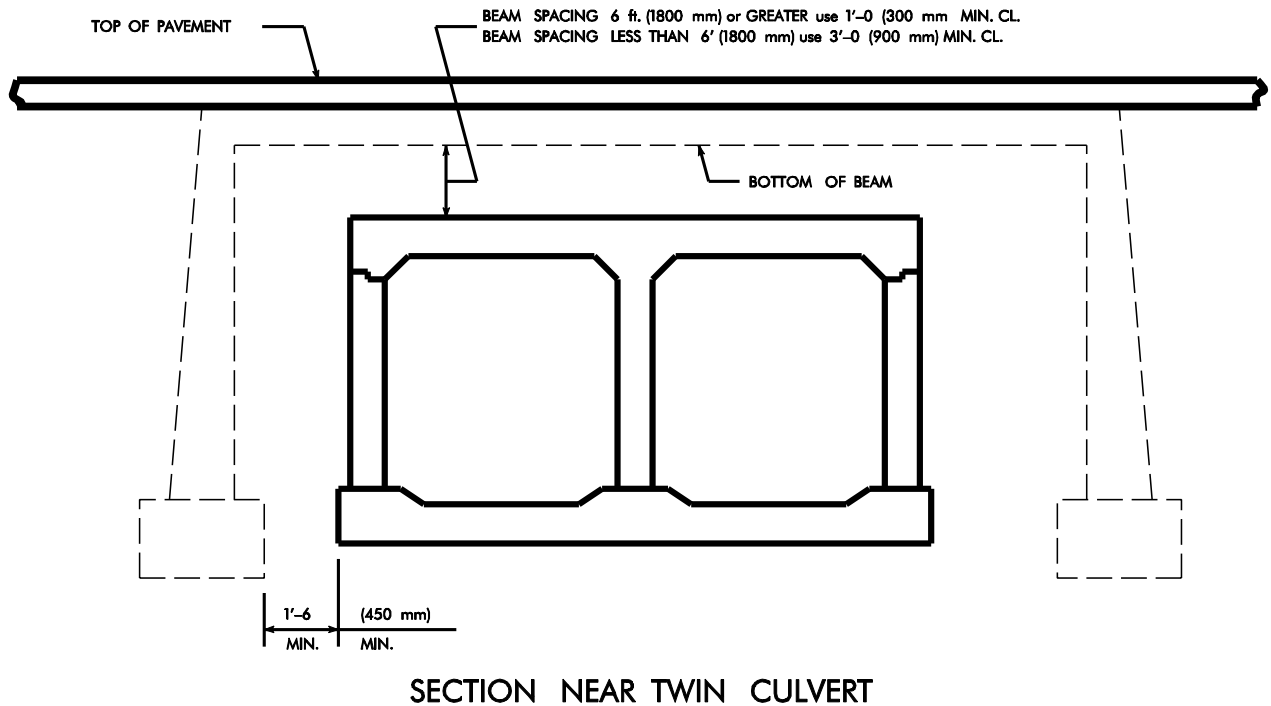 BEAM SPACING 6 ft. (1800 mm) or GREATER use 1'–0 (300 mm MIN. CL.
TOP OF PAVEMENT
BEAM SPACING LESS THAN 6' (1800 mm) use 3'–0 (900 mm) MIN. CL.
BOTTOM OF BEAM
1'–6 (450 mm)
MIN. MIN.
SECTION NEAR TWIN CULVERT